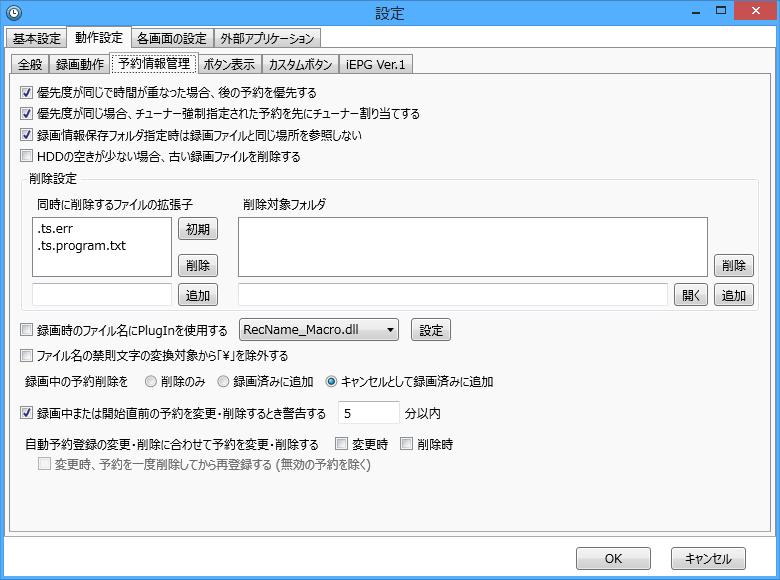 設定
基本設定 動作設定 各画面の設定 外部アプリケーション
全般 録画動作 予約情報管理 ボタン表示 カスタムボタン iEPG Ver.1
優先度が同じで時間が重なった場合、後の予約を優先する
優先度が同じ場合、チューナー強制指定された予約を先にチューナー割り当てする
録画情報保存フォルダ指定時は録画ファイルと同じ場所を参照しない
HDDの空きが少ない場合、古い録画ファイルを削除する
削除設定
同時に削除するファイルの拡張子 削除対象フォルダ
.ts.err 初期
.ts.program.txt
削除 削除
追加 開く 追加
録画時のファイル名にPlugInを使用する RecName_Macro.dll 設定
ファイル名の禁則文字の変換対象から「¥」を除外する
録画中の予約削除を 削除のみ 録画済みに追加 キャンセルとして録画済みに追加
録画中または開始直前の予約を変更・削除するとき警告する 5 分以内
自動予約登録の変更・削除に合わせて予約を変更・削除する 変更時 削除時
変更時、予約を一度削除してから再登録する (無効の予約を除く)
OK キャンセル